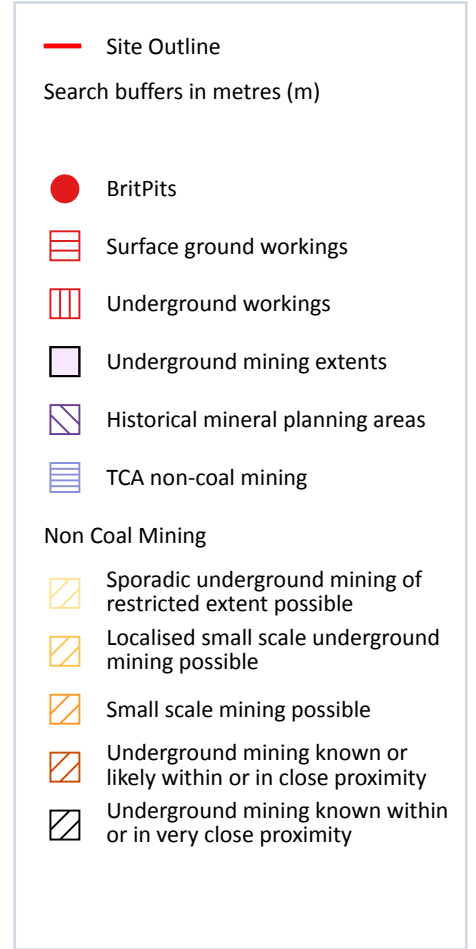 Site Outline
Search buffers in metres (m)
BritPits
Surface ground workings
Underground workings
Underground mining extents
Historical mineral planning areas
TCA non-coal mining
Non Coal Mining
Sporadic underground mining of
restricted extent possible
Localised small scale underground
mining possible
Small scale mining possible
Underground mining known or
likely within or in close proximity
Underground mining known within
or in very close proximity